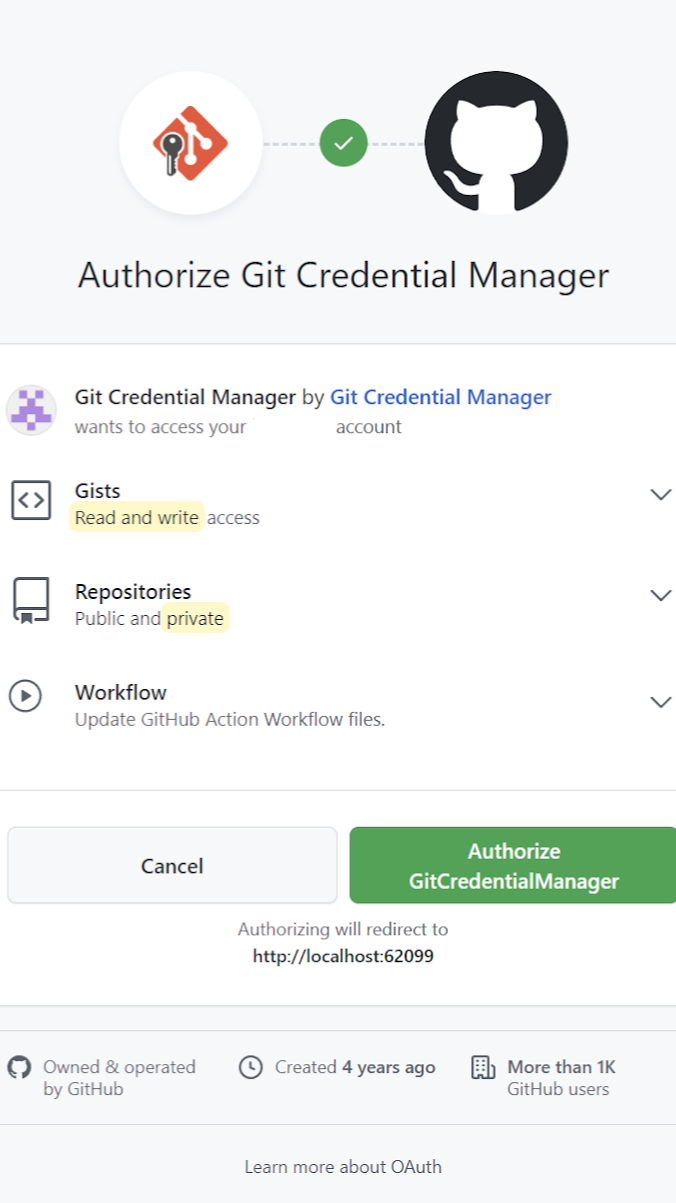 Authorize Git Credential Manager
Git Credential Manager by Git Credential Manager
wants to access your account
Gists
Read and write access
Repositories
Public and private
Workflow
Update GitHub Action Workflow files.
Cancel
Authorize
GitCredentialManager
Authorizing will redirect to
http://localhost:62099
Owned & operated
by GitHub
Created 4 years ago
More than 1K
GitHub users
Learn more about OAuth